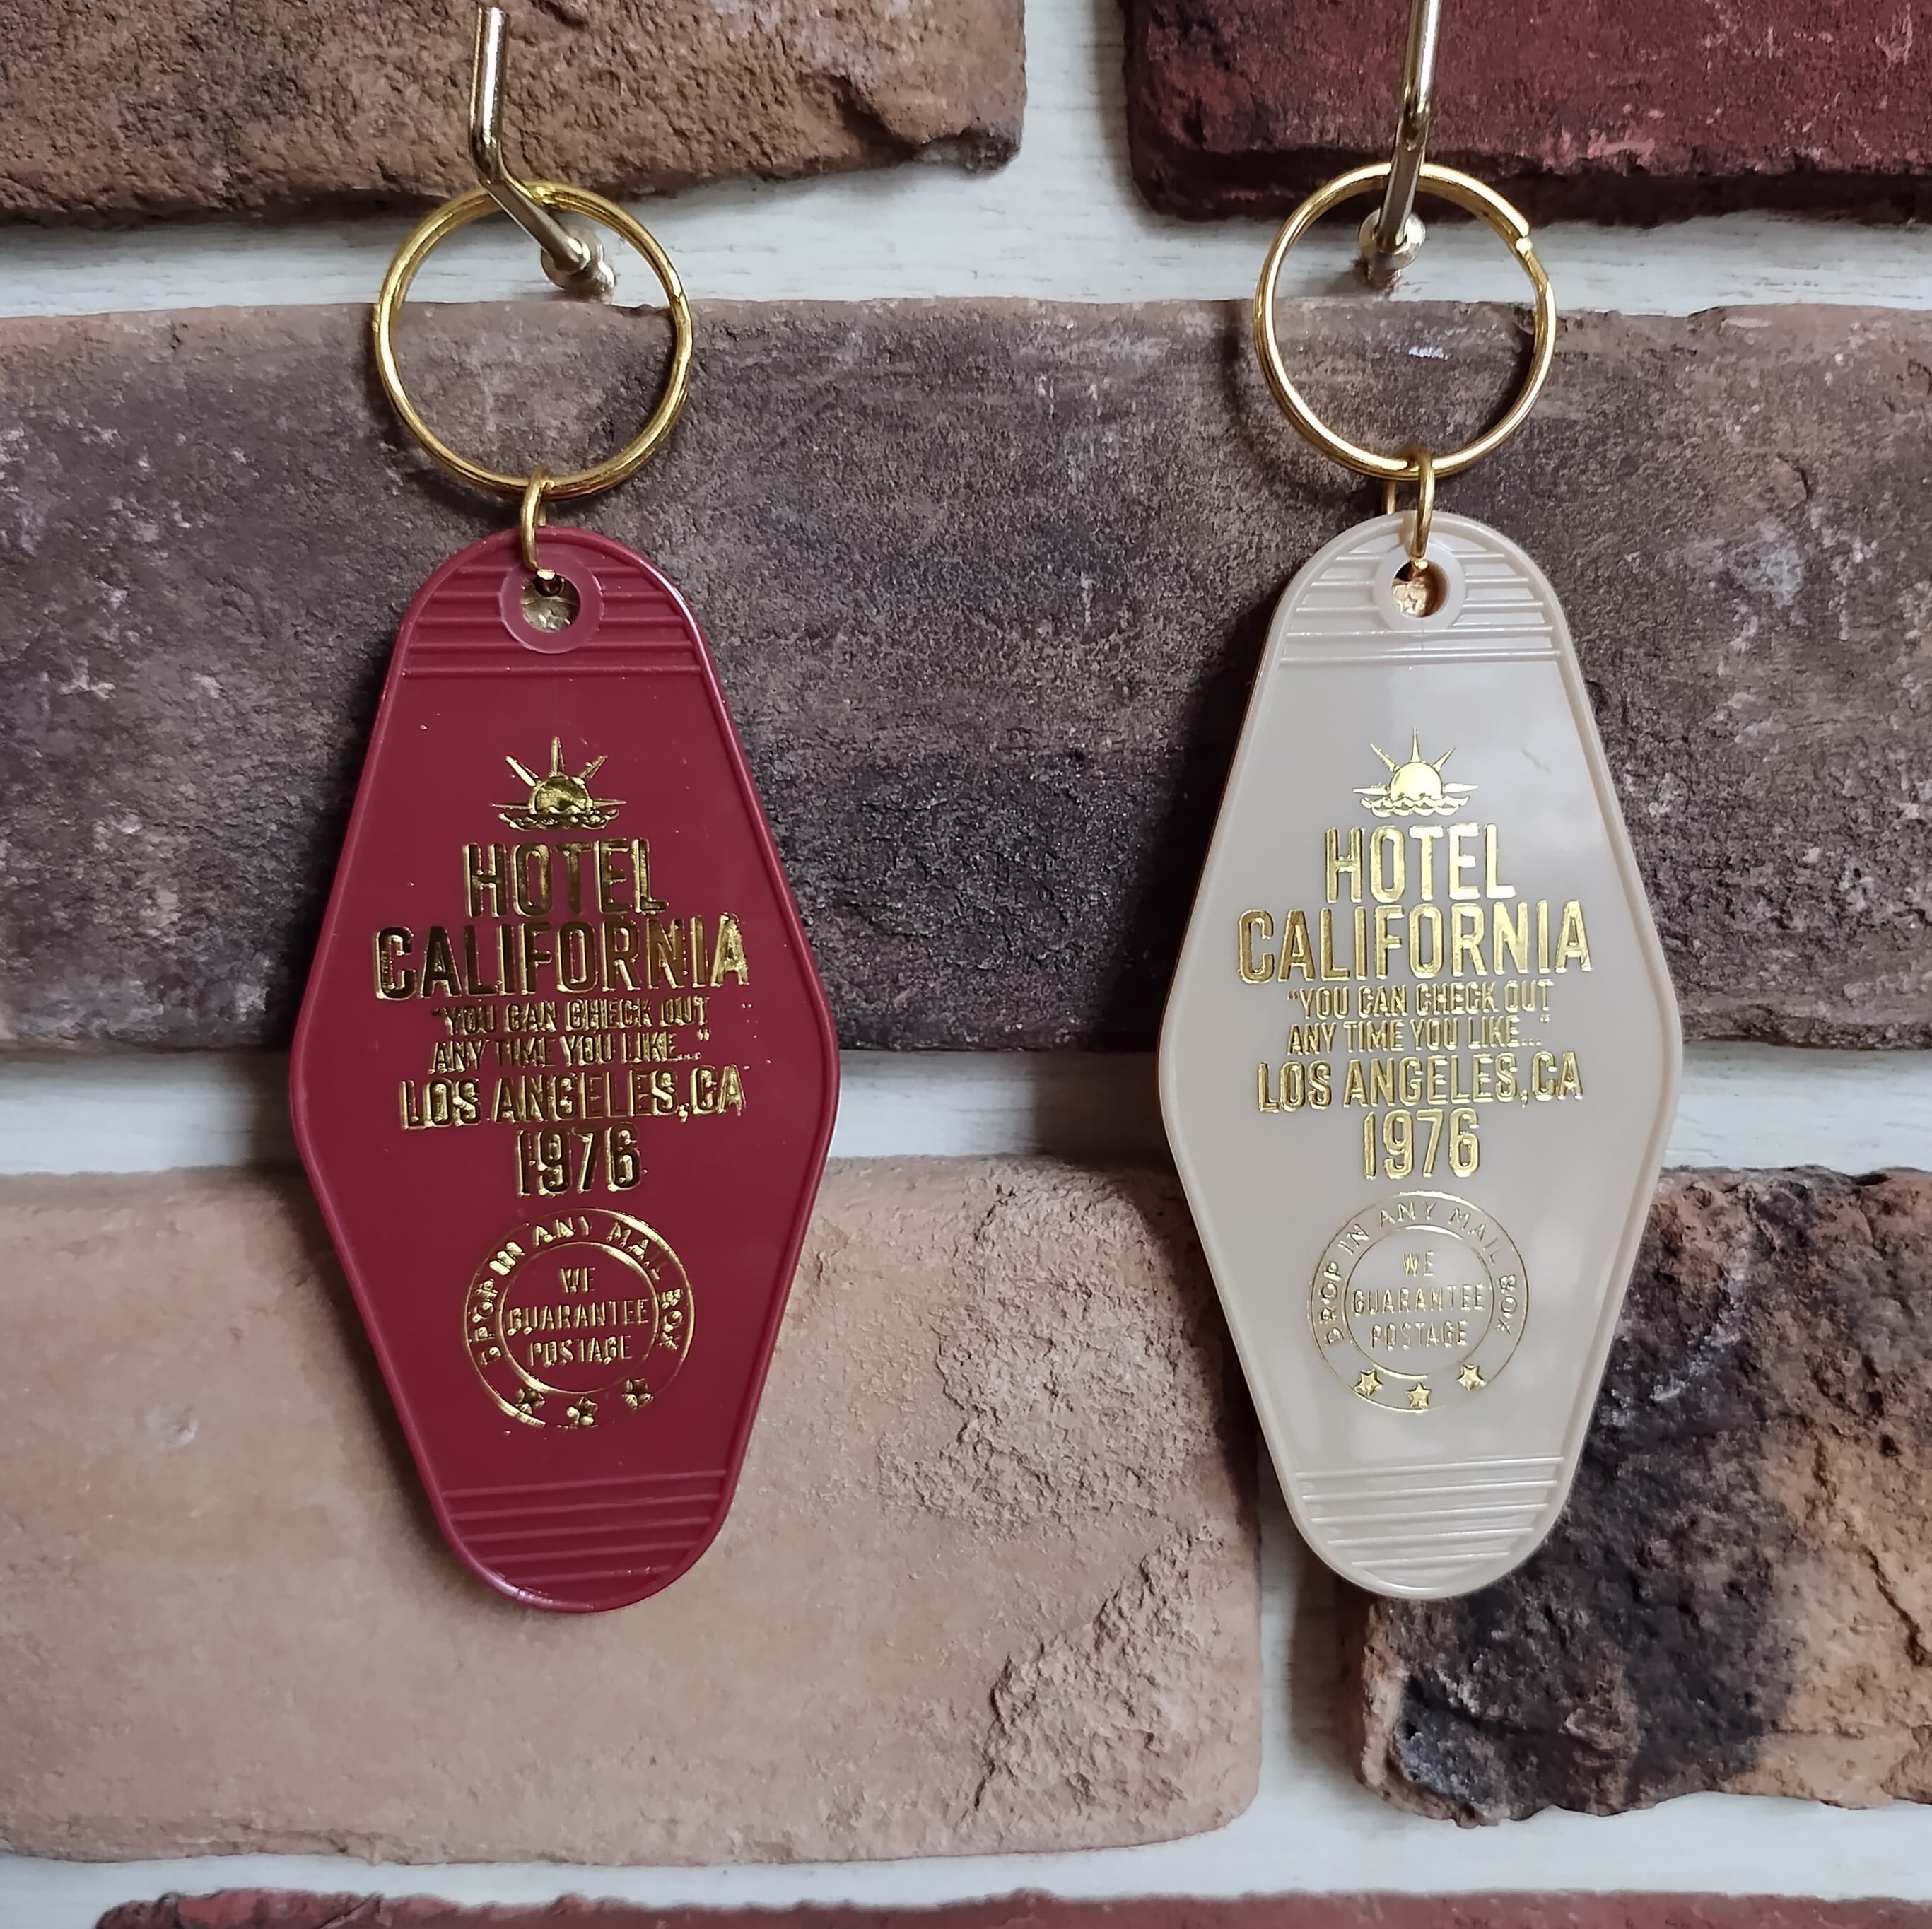 HOTEL
CALIFORNIA
"YOU CAN CHECK OUT
ANY TIME YOU LIKE..."
LOS ANGELES,CA
1976
DROP IN ANY MAIL BOX
WE
GUARANTEE
POSTAGE
HOTEL
CALIFORNIA
"YOU CAN CHECK OUT
ANY TIME YOU LIKE..."
LOS ANGELES,CA
1976
DROP IN ANY MAIL BOX
WE
GUARANTEE
POSTAGE